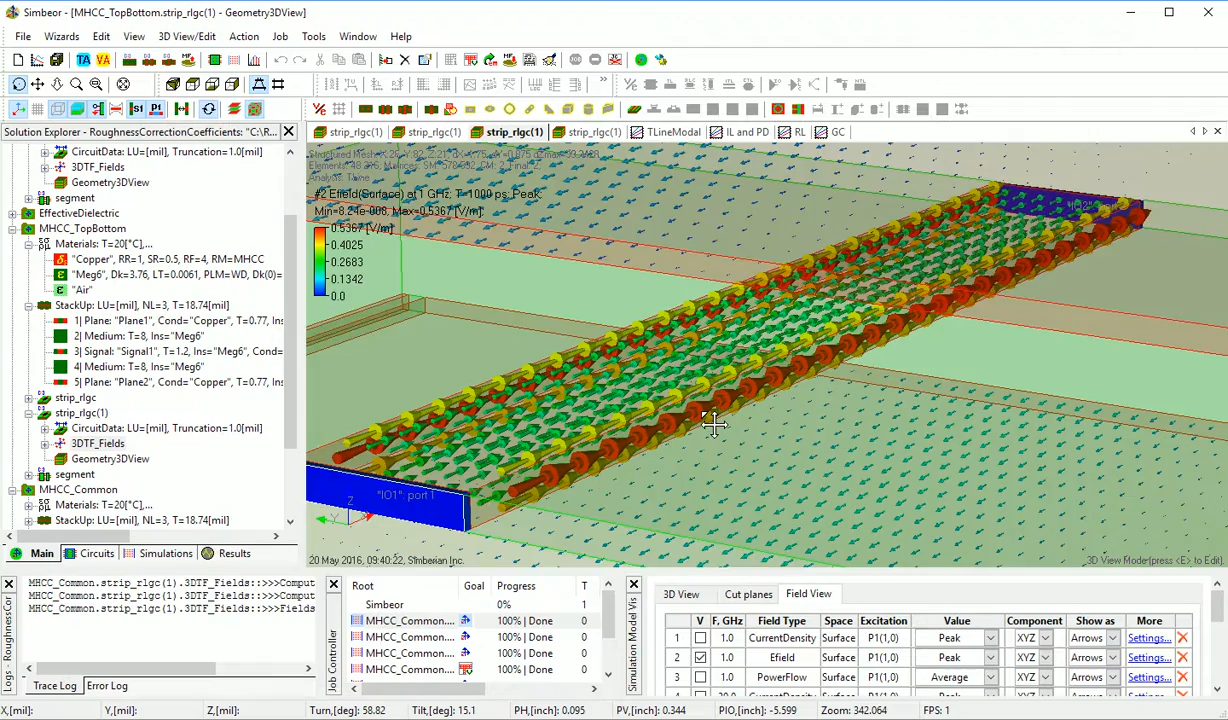 Simbeor - [MHCC_TopBottom.strip_rlgc(1) - Geometry3DView]
File Wizards Edit View 3D View/Edit Action Job Tools Window Help
Solution Explorer - RoughnessCorrectionCoefficients: "C:\R...
strip_rlgc(1) strip_rlgc(1) strip_rlgc(1) strip_rlgc(1) TLineModal IL and PD RL GC
CircuitData: LU=[mil], Truncation=1.0[mil]
3DTF_Fields
Geometry3DView
segment
EffectiveDielectric
MHCC_TopBottom
Materials: T=20[°C],...
"Copper", RR=1, SR=0.5, RF=4, RM=MHCC
"Meg6", Dk=3.76, LT=0.0061, PLM=WD, Dk(0)=
"Air"
StackUp: LU=[mil], NL=3, T=18.74[mil]
1| Plane: "Plane1", Cond="Copper", T=0.77, Ins
2| Medium: T=8, Ins="Meg6"
3| Signal: "Signal1", T=1.2, Ins="Meg6", Cond=
4| Medium: T=8, Ins="Meg6"
5| Plane: "Plane2", Cond="Copper", T=0.77, Ins
strip_rlgc
strip_rlgc(1)
CircuitData: LU=[mil], Truncation=1.0[mil]
3DTF_Fields
Geometry3DView
segment
MHCC_Common
Materials: T=20[°C],...
StackUp: LU=[mil], NL=3, T=18.74[mil]
Main Circuits Simulations Results
#2 Efield(Surface) at 1 GHz; T=1000 ps; Peak;
Min=8.24e-008, Max=0.5367 [V/m];
0.5367 [V/m]
0.4025
0.2683
0.1342
0.0
"IO1": port 1
Z
Y
20 May 2016, 09:40:22, Simberian Inc.
3D View Mode(press <E> to Edit).
Logs - RoughnessCor
MHCC_Common.strip_rlgc(1).3DTF_Fields::>>>Comput
MHCC_Common.strip_rlgc(1).3DTF_Fields::>>>Comput
MHCC_Common.strip_rlgc(1).3DTF_Fields::>>>Fields
Trace Log Error Log
Job Controller
Root Goal Progress T
Simbeor 0% 1
MHCC_Common.... 100% | Done 0
MHCC_Common.... 100% | Done 0
MHCC_Common.... 100% | Done 0
MHCC_Common.... 100% | Done 0
Simulation Model Vis
3D View Cut planes Field View
V F, GHz Field Type Space Excitation Value Component Show as More
1 1.0 CurrentDensity Surface P1(1,0) Peak XYZ Arrows Settings...
2 1.0 Efield Surface P1(1,0) Peak XYZ Arrows Settings...
3 1.0 PowerFlow Surface P1(1,0) Average XYZ Arrows Settings...
X,[mil]: Y,[mil]: Z,[mil]: Turn,[deg]: 58.82 Tilt,[deg]: 15.1 PH,[inch]: 0.095 PV,[inch]: 0.344 PIO,[inch]: -5.599 Zoom: 342.064 FPS: 1